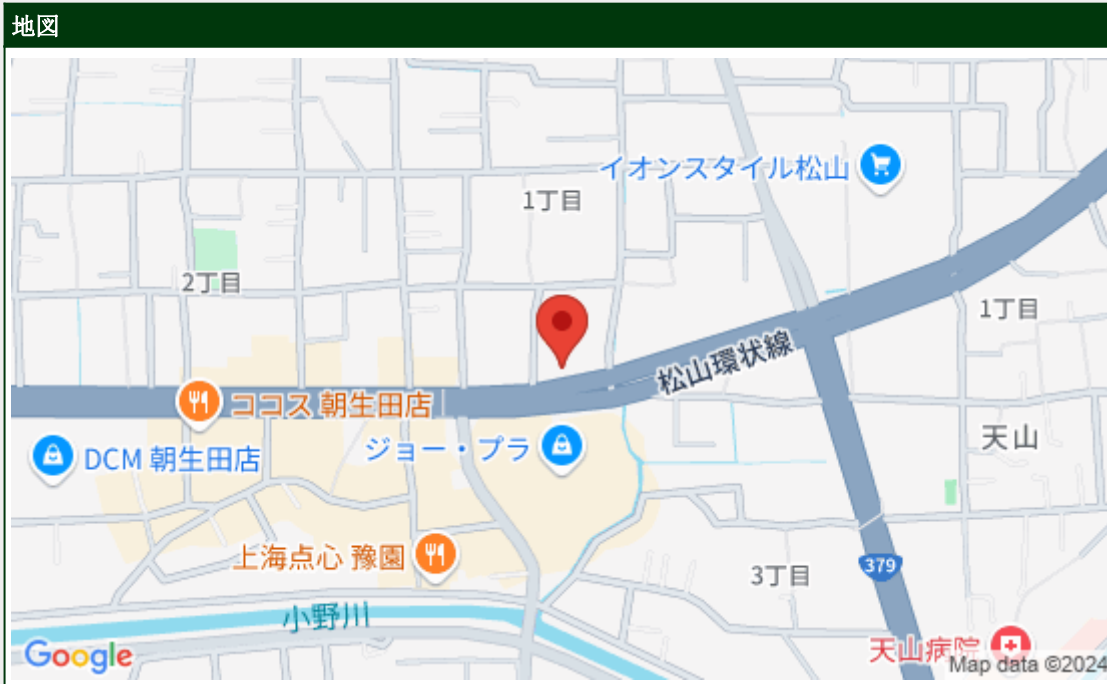 地図
イオンスタイル松山
1丁目
2丁目
1丁目
松山環状線
ココス 朝生田店
天山
ジョー・プラ
DCM 朝生田店
上海点心 豫園
379
3丁目
小野川
天山病院
Google
Map data ©2024